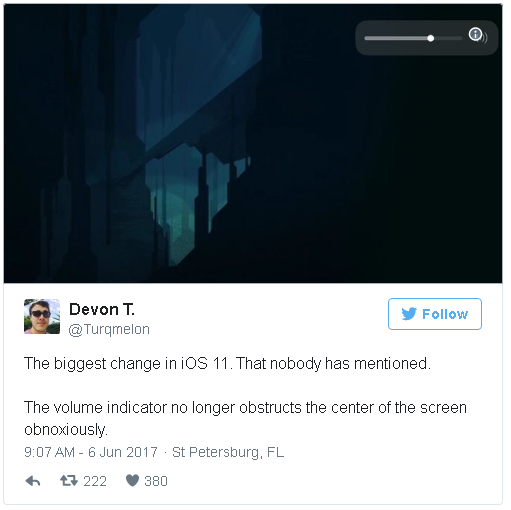 Devon T.
Follow
@Turqmelon
The biggest change in iOS 11. That nobody has mentioned.
The volume indicator no longer obstructs the center of the screen
obnoxiously.
9:07 AM - 6 Jun 2017 · St Petersburg, FL
222 380